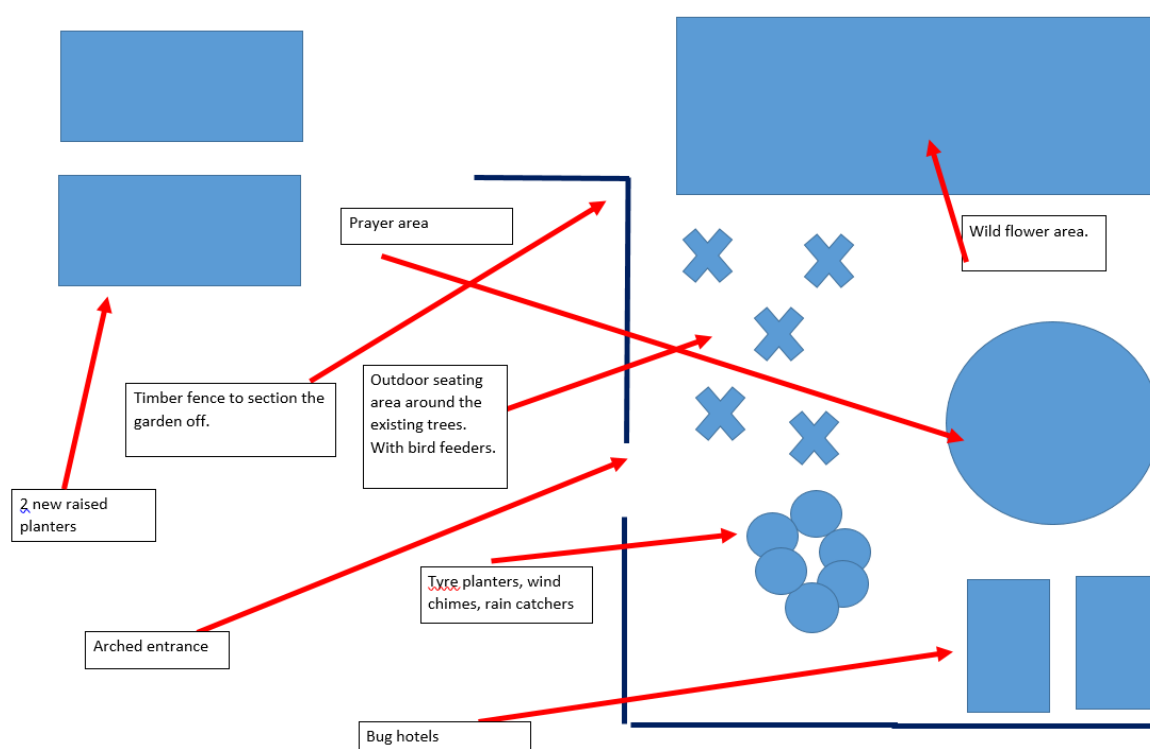 Prayer area
Wild flower area.
Timber fence to section the
garden off.
Outdoor seating
area around the
existing trees.
With bird feeders.
2 new raised
planters
Tyre planters, wind
chimes, rain catchers
Arched entrance
Bug hotels